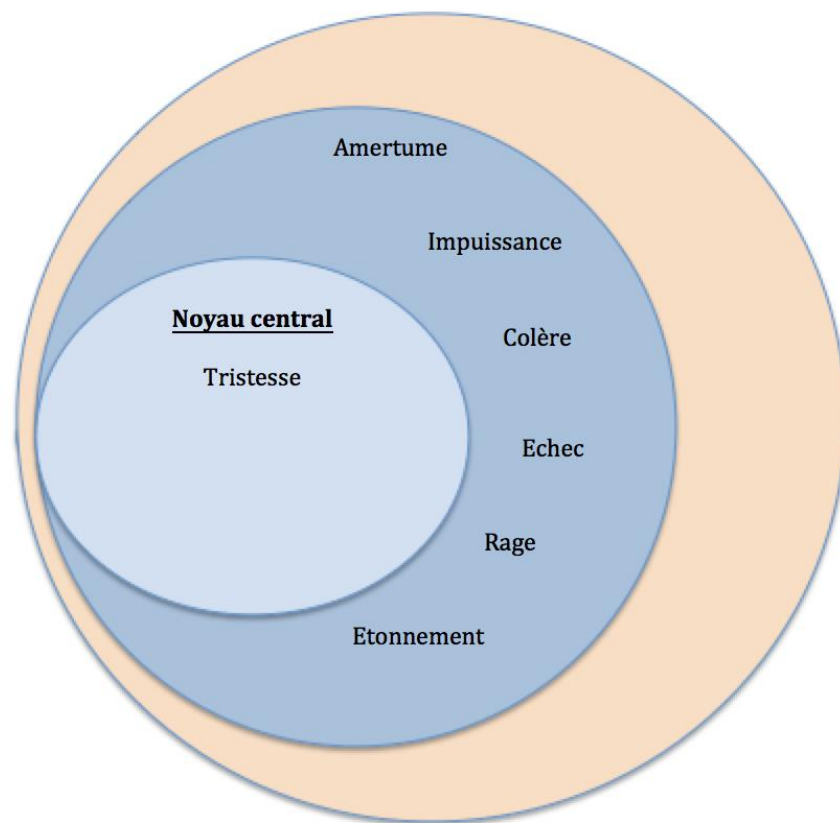 Amertume
Impuissance
Noyau central
Colère
Tristesse
Echec
Rage
Etonnement